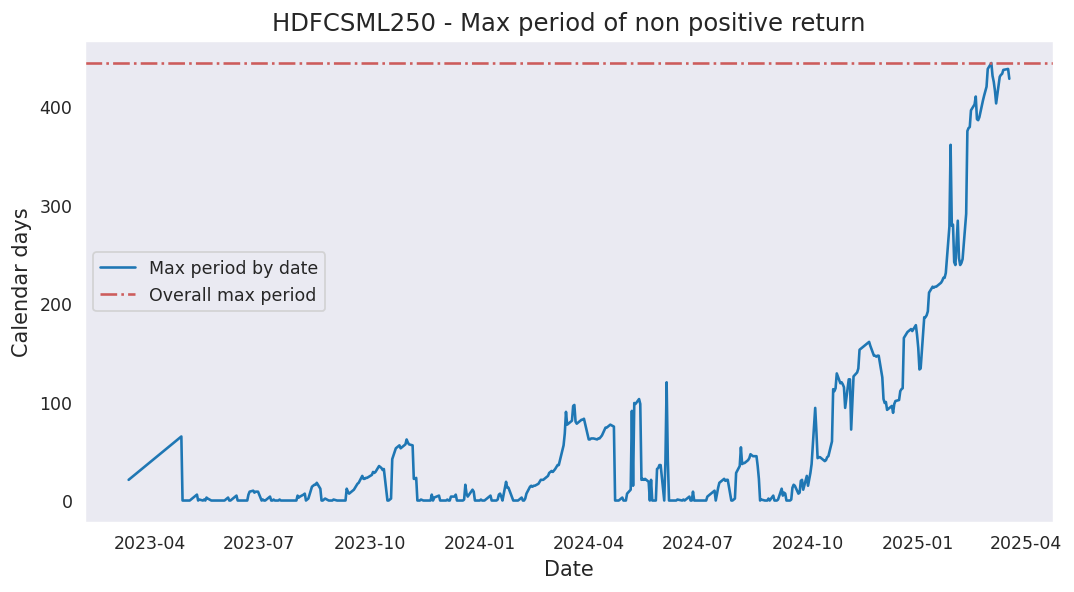 HDFCSML250 - Max period of non positive return
Calendar days
400
300
200
100
0
Max period by date
Overall max period
2023-04 2023-07 2023-10 2024-01 2024-04 2024-07 2024-10 2025-01 2025-04
Date